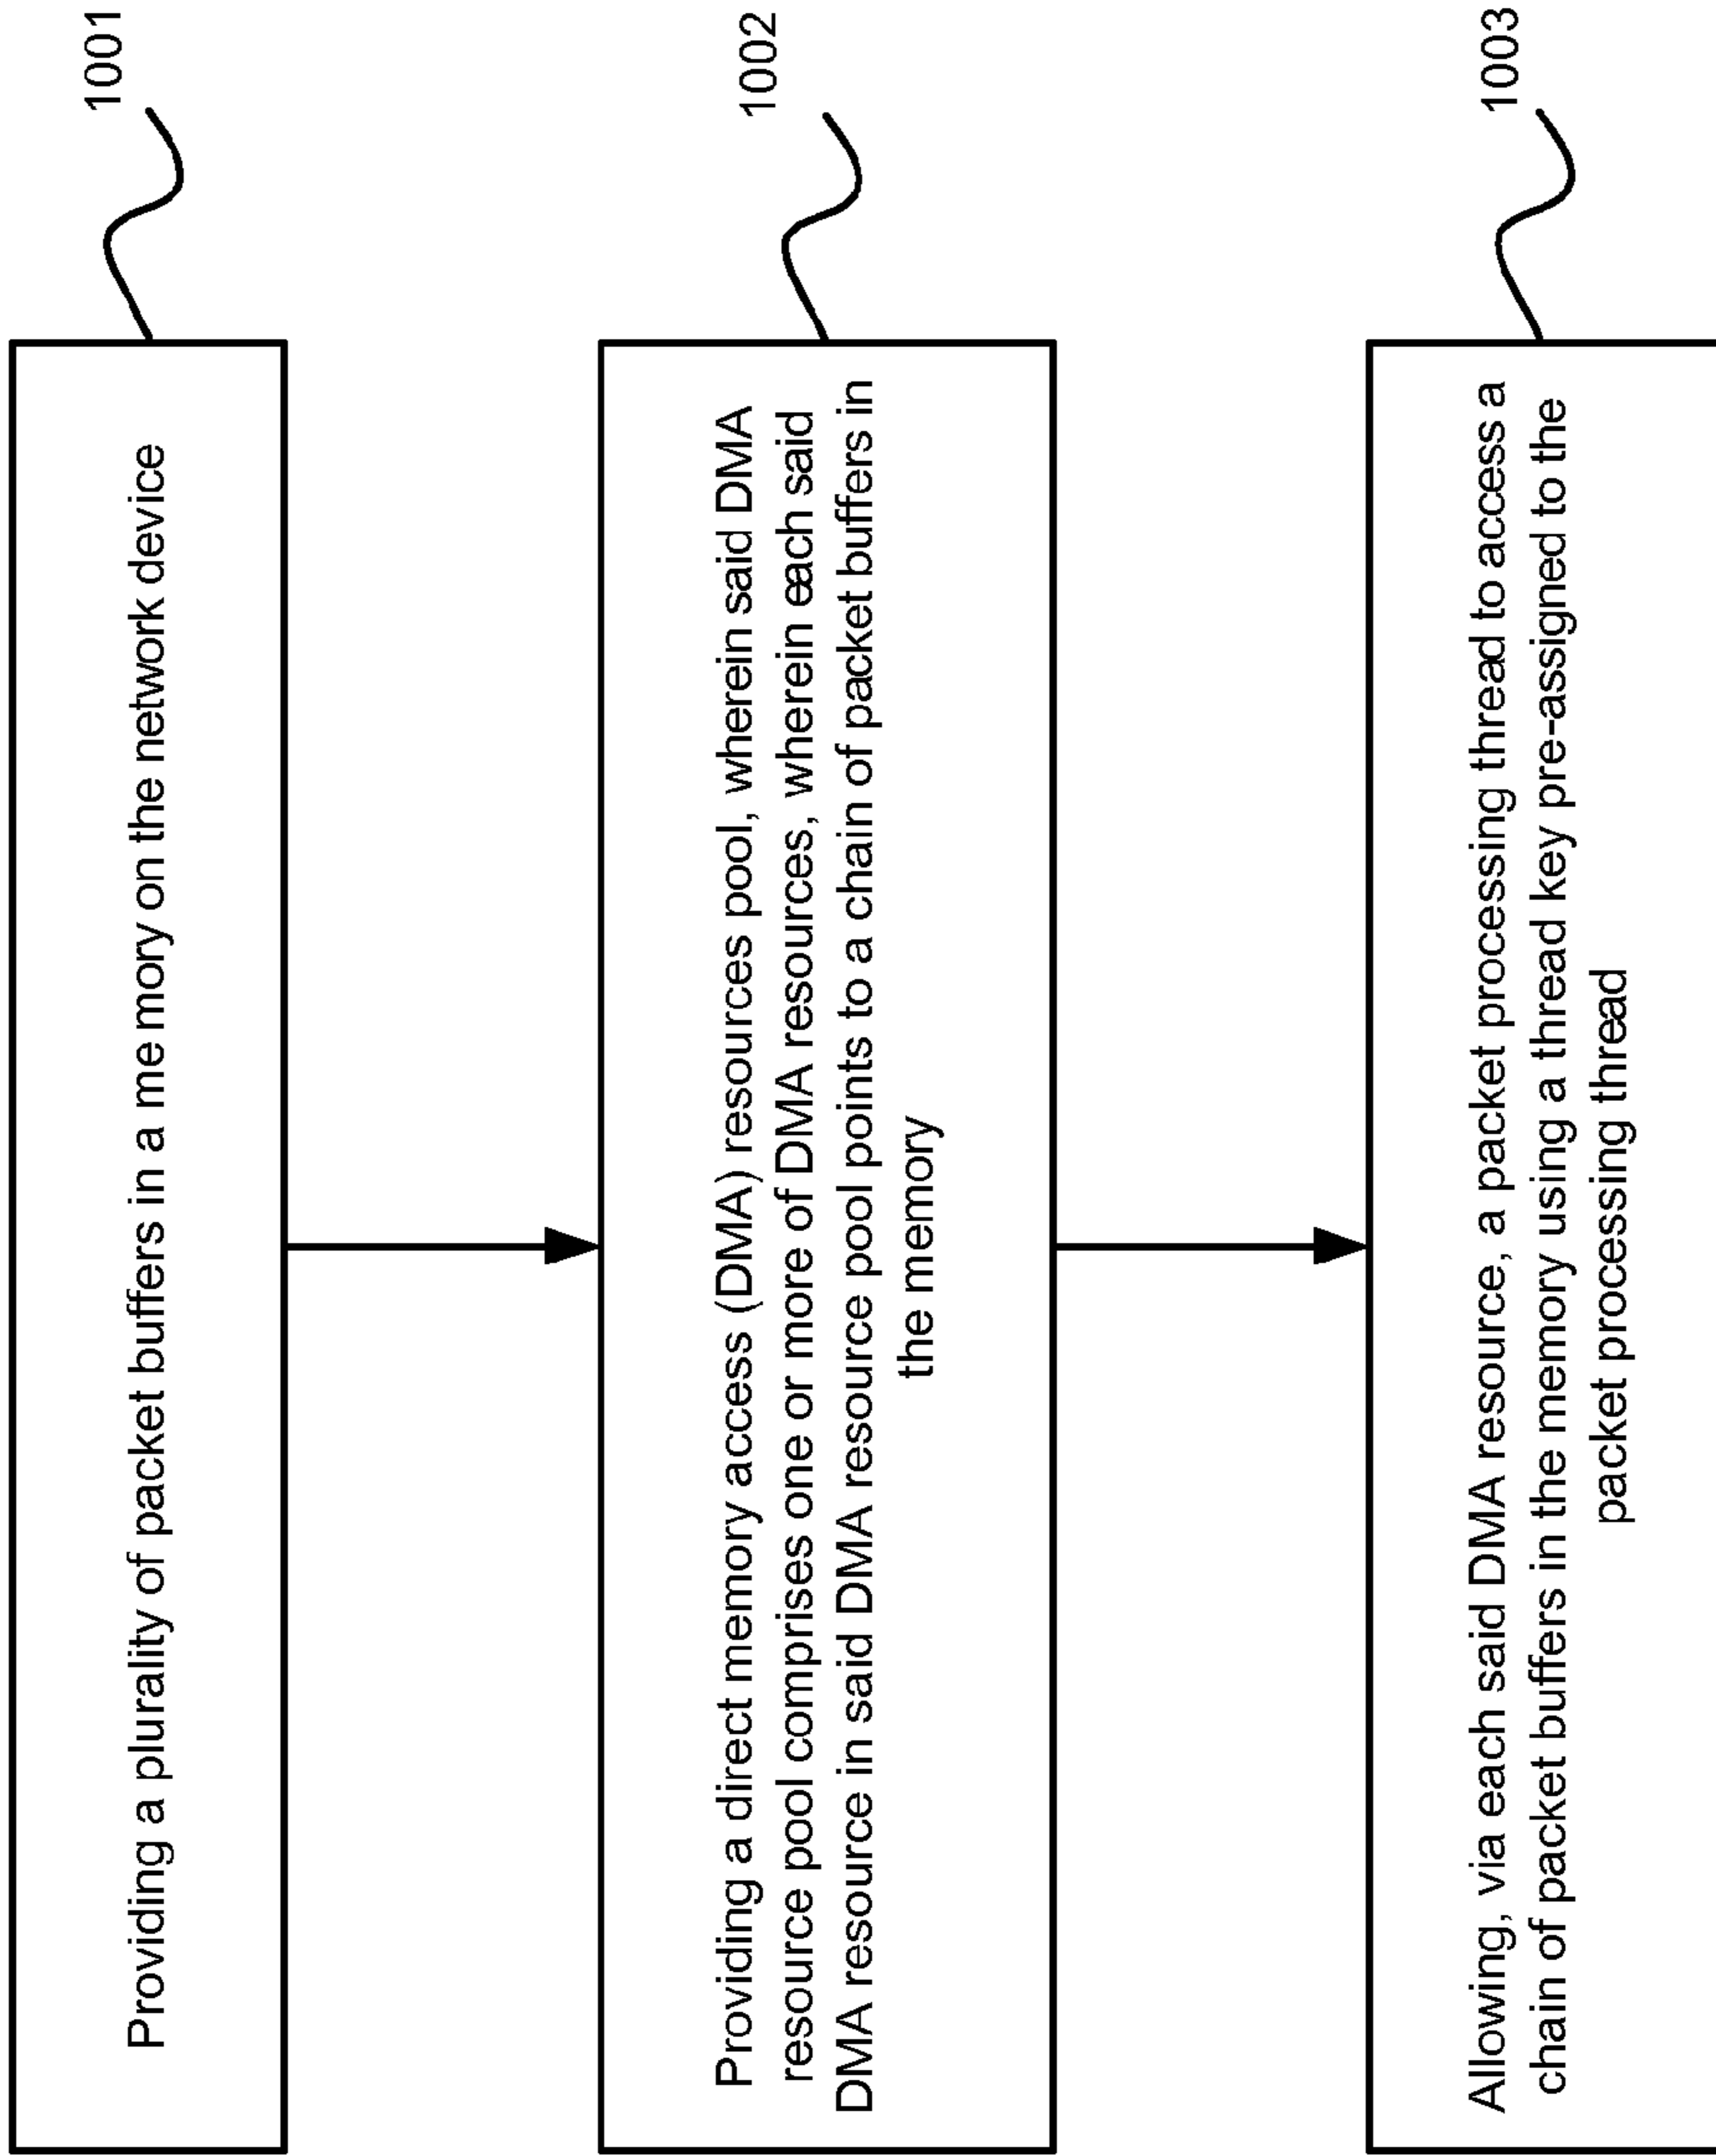 1001
Providing a plurality of packet buffers in a me mory on the network device
1002
Providing a direct memory access (DMA) resources pool, wherein said DMA
resource pool comprises one or more of DMA resources, wherein each said
DMA resource in said DMA resource pool points to a chain of packet buffers in
the memory
1003
Allowing, via each said DMA resource, a packet processing thread to access a
chain of packet buffers in the memory using a thread key pre-assigned to the
packet processing thread